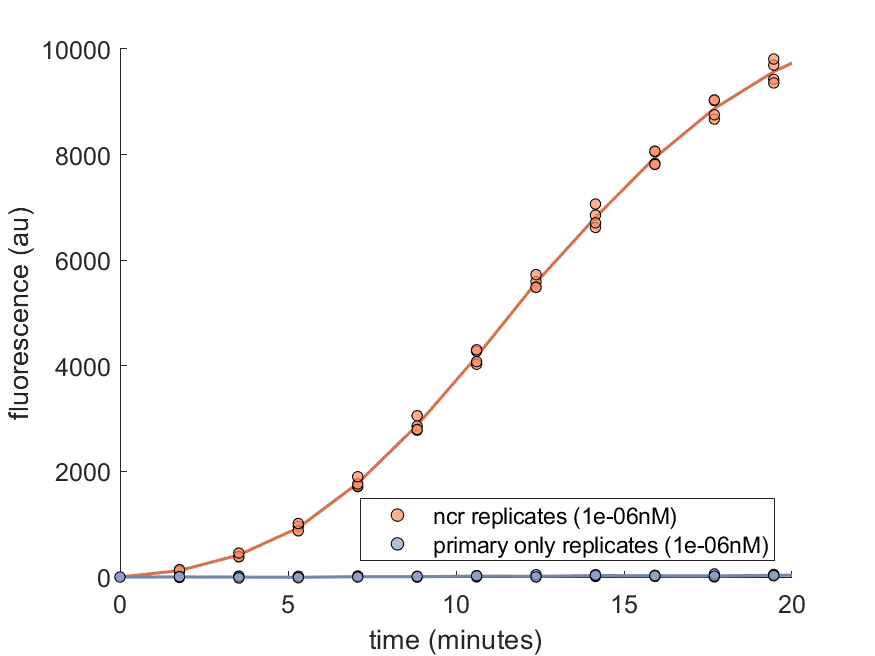 10000
8000
6000
4000
2000
0
fluorescence (au)
ncr replicates (1e-06nM)
primary only replicates (1e-06nM)
0 5 10 15 20
time (minutes)